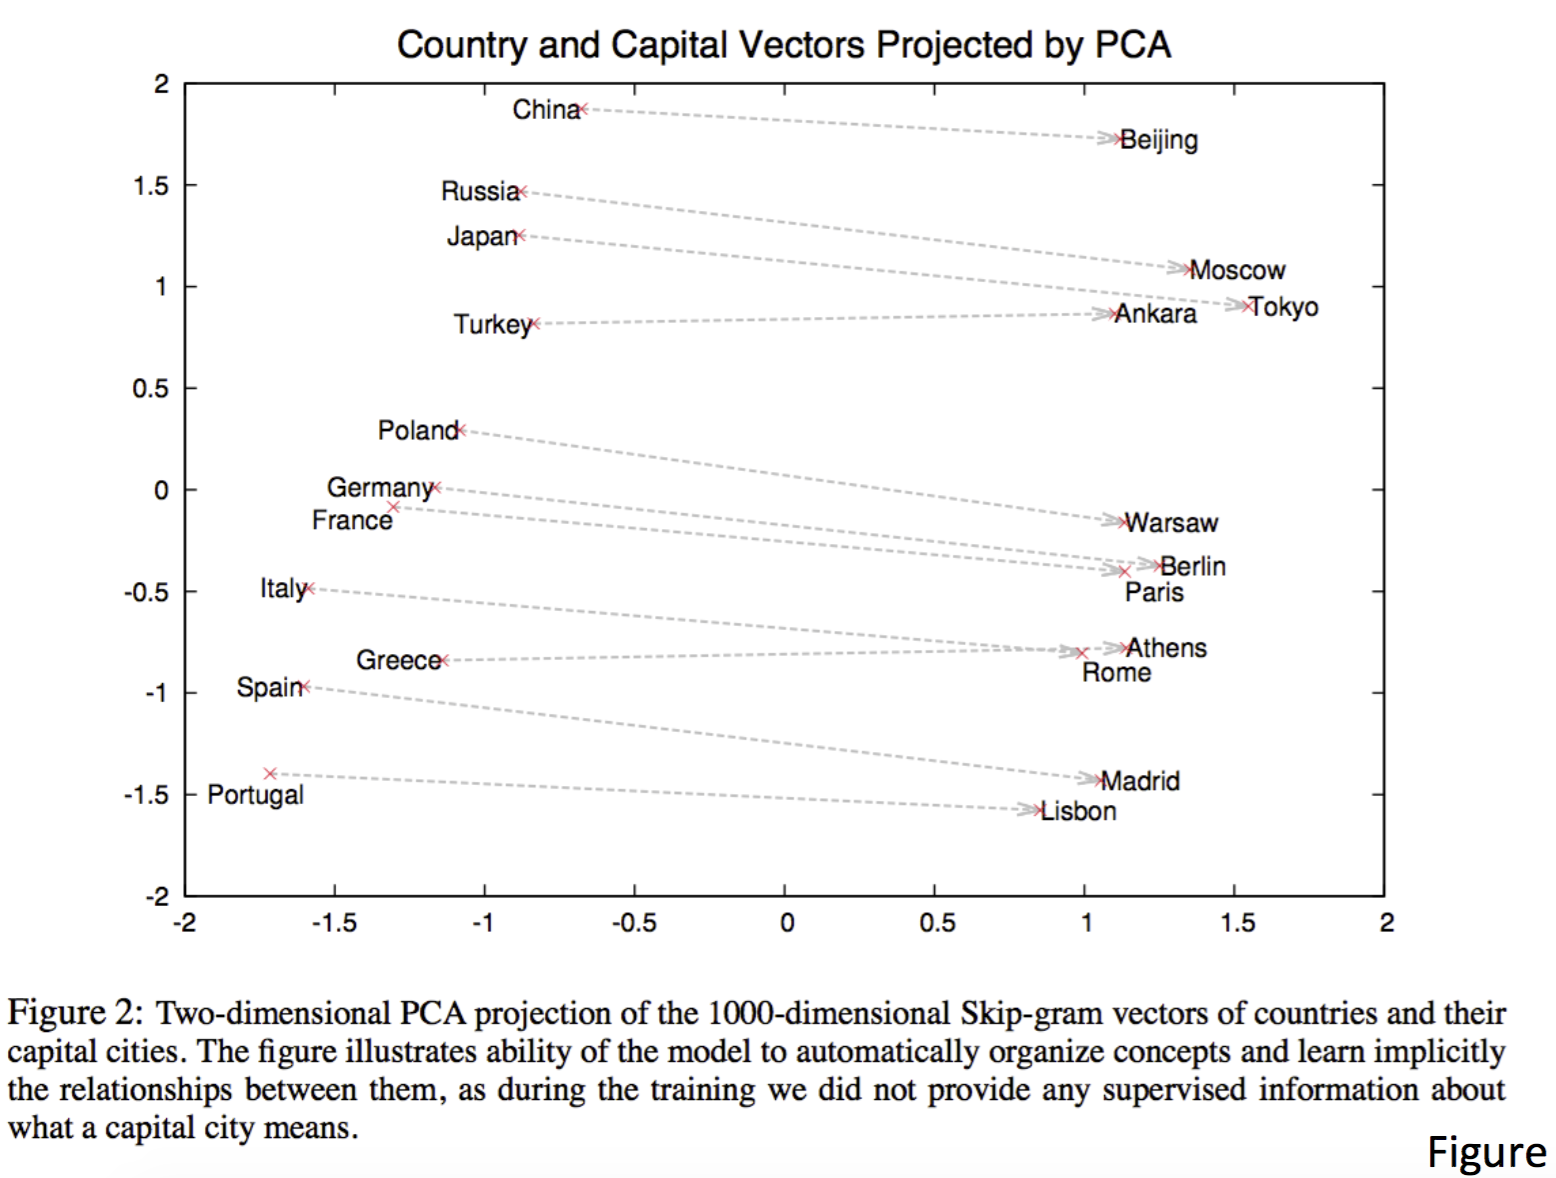 Country and Capital Vectors Projected by PCA
2
China
Beijing
1.5
Russia
Japan
Moscow
1
Tokyo
Ankara
Turkey
0.5
Poland
0
Germany
France
Warsaw
Berlin
-0.5
Italy
Paris
Athens
Greece
Rome
-1
Spain
Madrid
-1.5
Portugal
Lisbon
-2
-2 -1.5 -1 -0.5 0 0.5 1 1.5 2
Figure 2: Two-dimensional PCA projection of the 1000-dimensional Skip-gram vectors of countries and their
capital cities. The figure illustrates ability of the model to automatically organize concepts and learn implicitly
the relationships between them, as during the training we did not provide any supervised information about
what a capital city means.
Figure